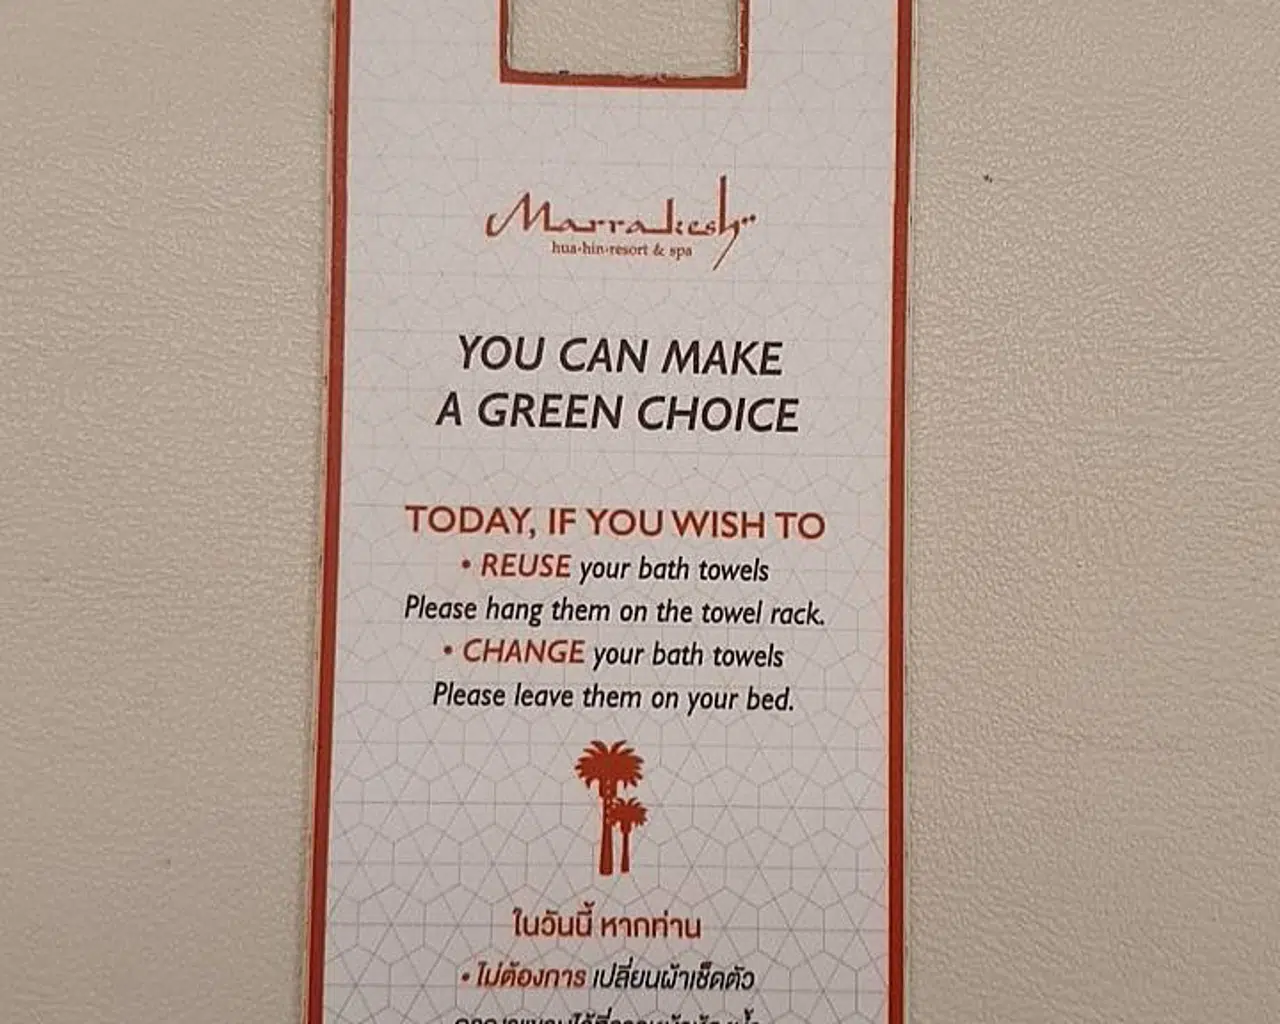 Marrakesh
hua-hin-resort & spa
YOU CAN MAKE
A GREEN CHOICE
TODAY, IF YOU WISH TO
• REUSE your bath towels
Please hang them on the towel rack.
• CHANGE your bath towels
Please leave them on your bed.
ในวันนี้ หากท่าน
• ไม่ต้องการ เปลี่ยนผ้าเช็ดตัว